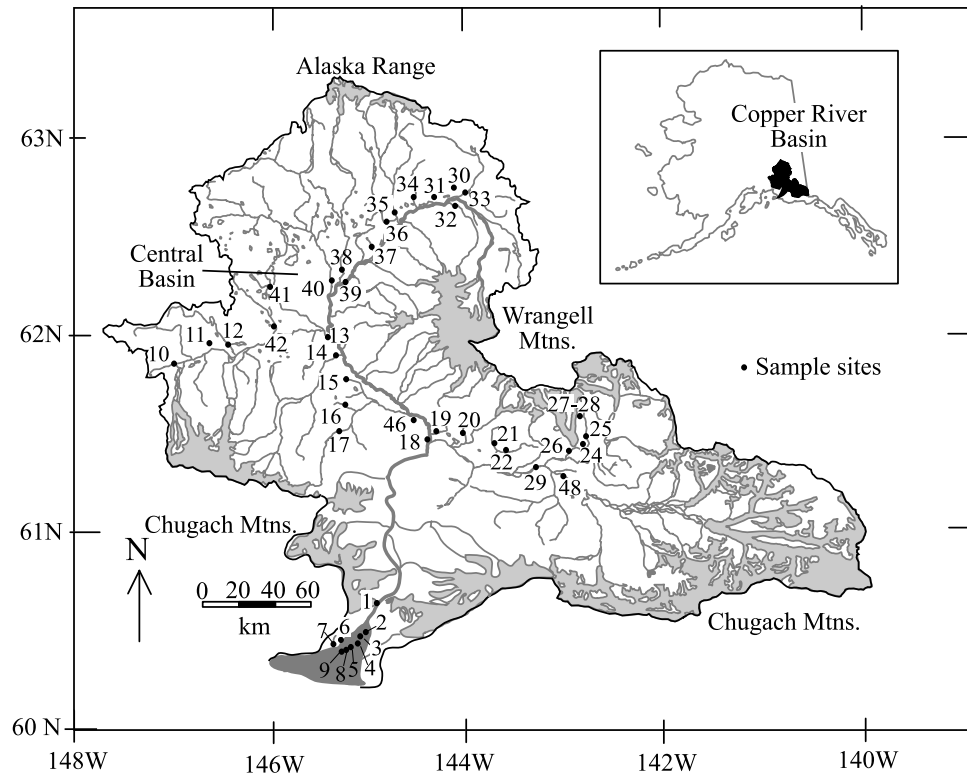 Alaska Range
63N
Copper River
Basin
30
34
31
33
35
32
36
38
37
Central
Basin
40
39
41
Wrangell
Mtns.
62N
11
12
13
42
10
14
Sample sites
15
27-28
16
46
19
20
21
25
17
18
26
22
24
29
48
61N
Chugach Mtns.
N
0 20 40 60
km
1
Chugach Mtns.
7
6
2
3
9
8
5
4
60 N
148W
146W
144W
142W
140W